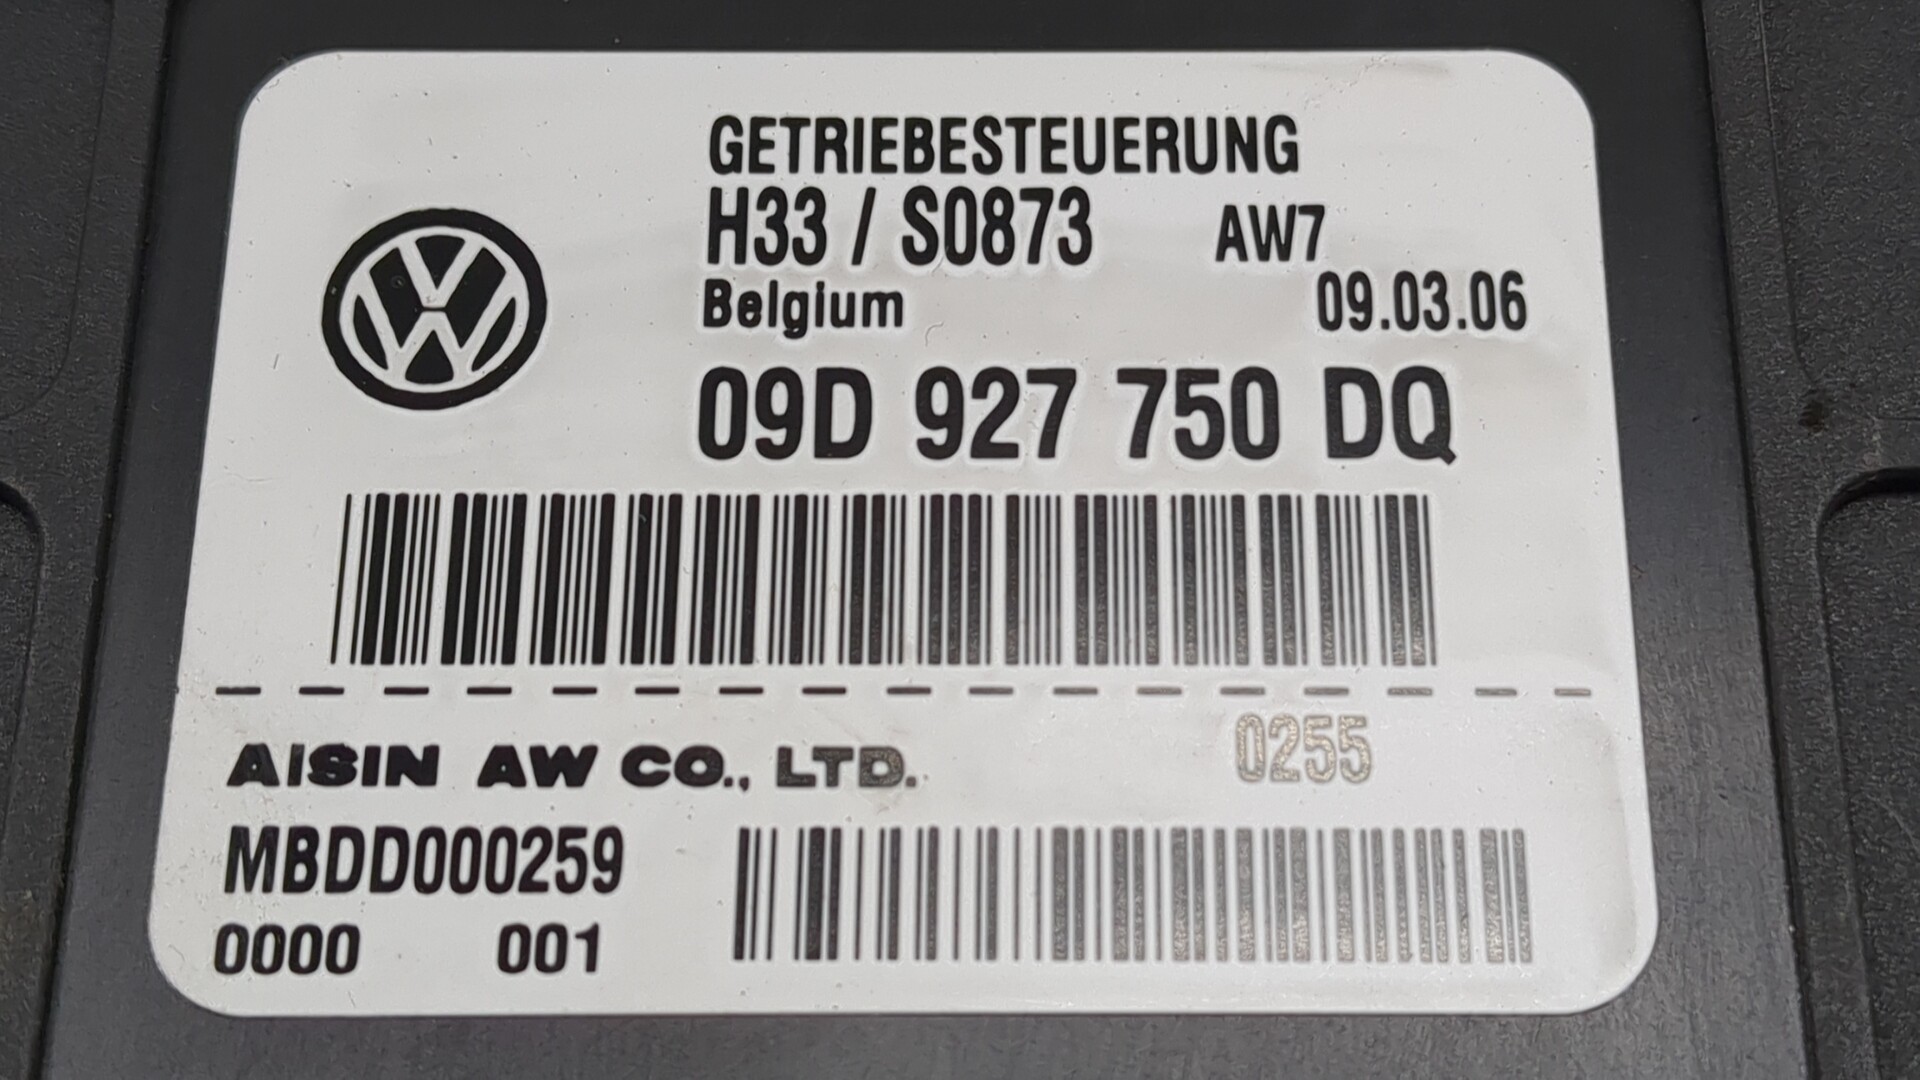 GETRIEBESTEUERUNG
H33 / S0873 AW7
Belgium 09.03.06
09D 927 750 DQ
0255
AISIN AW CO., LTD.
MBDD000259
0000 001